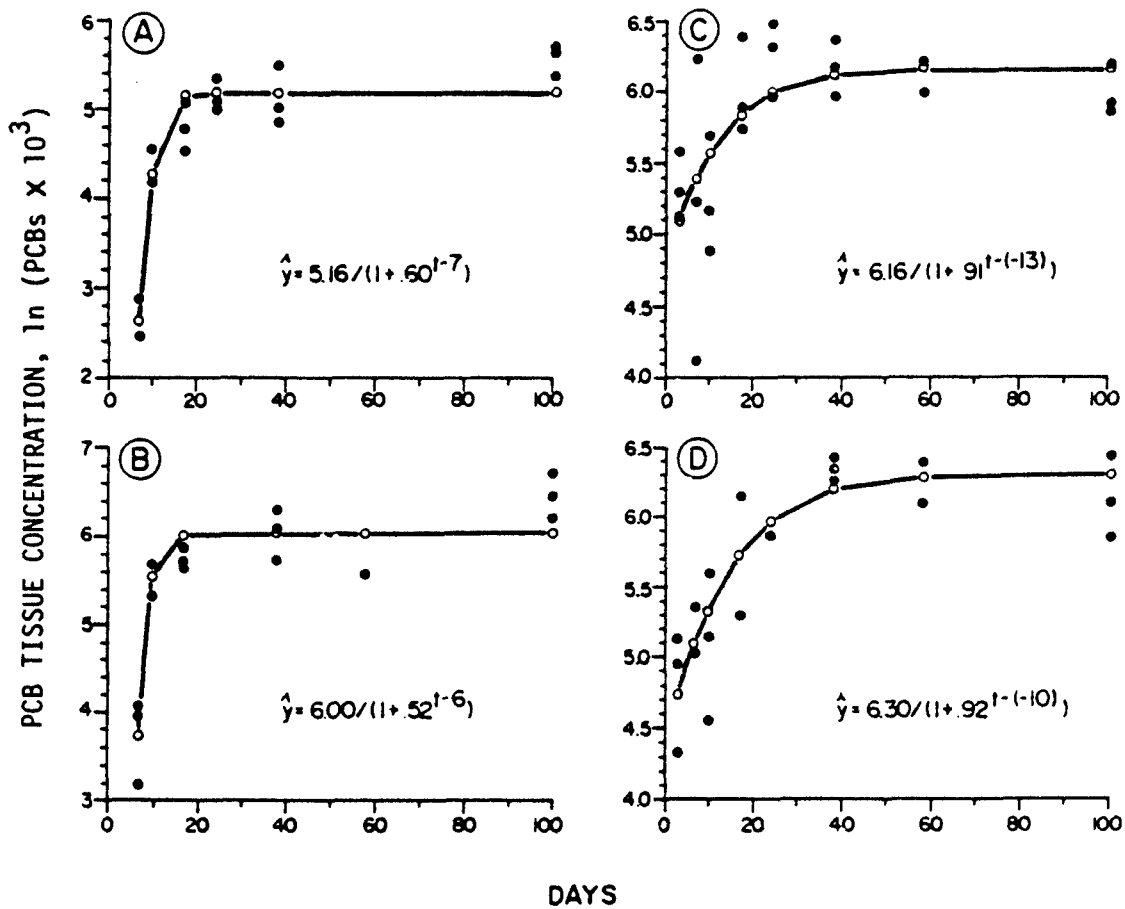 PCB TISSUE CONCENTRATION, ln (PCBs X 10³)
A
6
5
4
3
2
0 20 40 60 80 100
ŷ = 5.16/(1+.60^t-7)
C
6.5
6.0
5.5
5.0
4.5
4.0
0 20 40 60 80 100
ŷ = 6.16/(1+.91^t-(-13))
B
7
6
5
4
3
0 20 40 60 80 100
ŷ = 6.00/(1+.52^t-6)
D
6.5
6.0
5.5
5.0
4.5
4.0
0 20 40 60 80 100
ŷ = 6.30/(1+.92^t-(-10))
DAYS